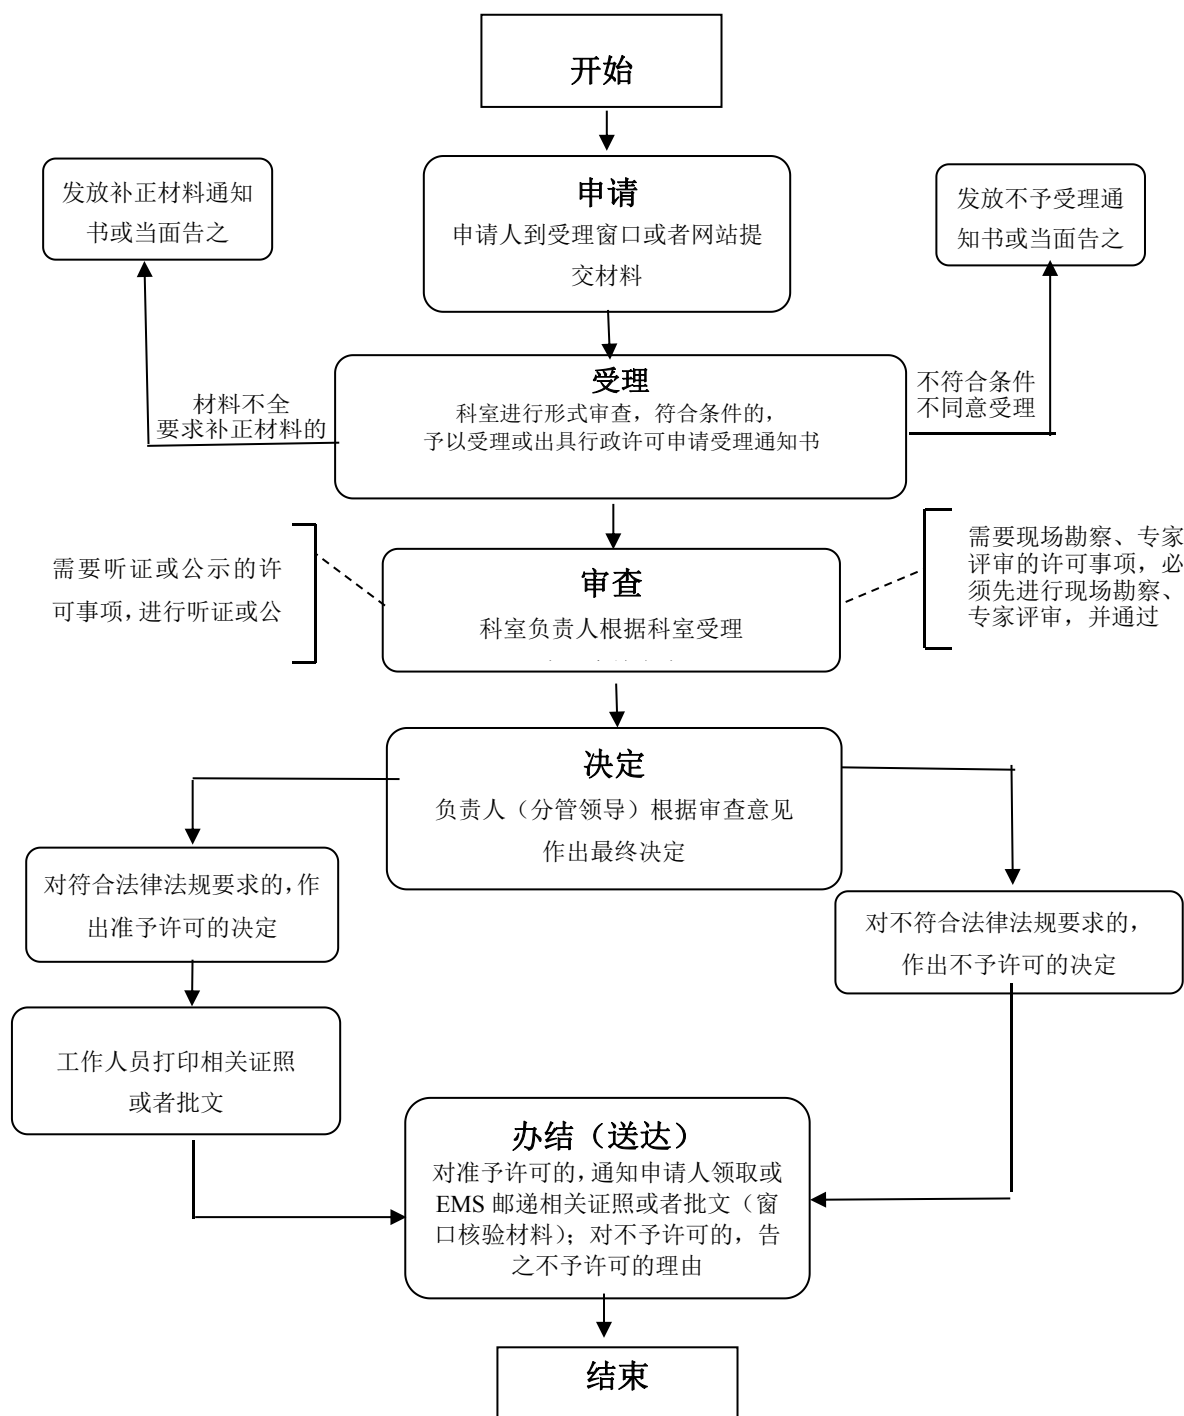 开始
申请
申请人到受理窗口或者网站提
交材料
发放补正材料通知
书或当面告之
发放不予受理通
知书或当面告之
受理
科室进行形式审查，符合条件的，
予以受理或出具行政许可申请受理通知书
材料不全
要求补正材料的
不符合条件
不同意受理
审查
科室负责人根据科室受理
需要听证或公示的许
可事项，进行听证或公
需要现场勘察、专家
评审的许可事项，必
须先进行现场勘察、
专家评审，并通过
决定
负责人（分管领导）根据审查意见
作出最终决定
对符合法律法规要求的，作
出准予许可的决定
对不符合法律法规要求的，
作出不予许可的决定
工作人员打印相关证照
或者批文
办结（送达）
对准予许可的，通知申请人领取或
EMS 邮递相关证照或者批文（窗
口核验材料）；对不予许可的，告
之不予许可的理由
结束